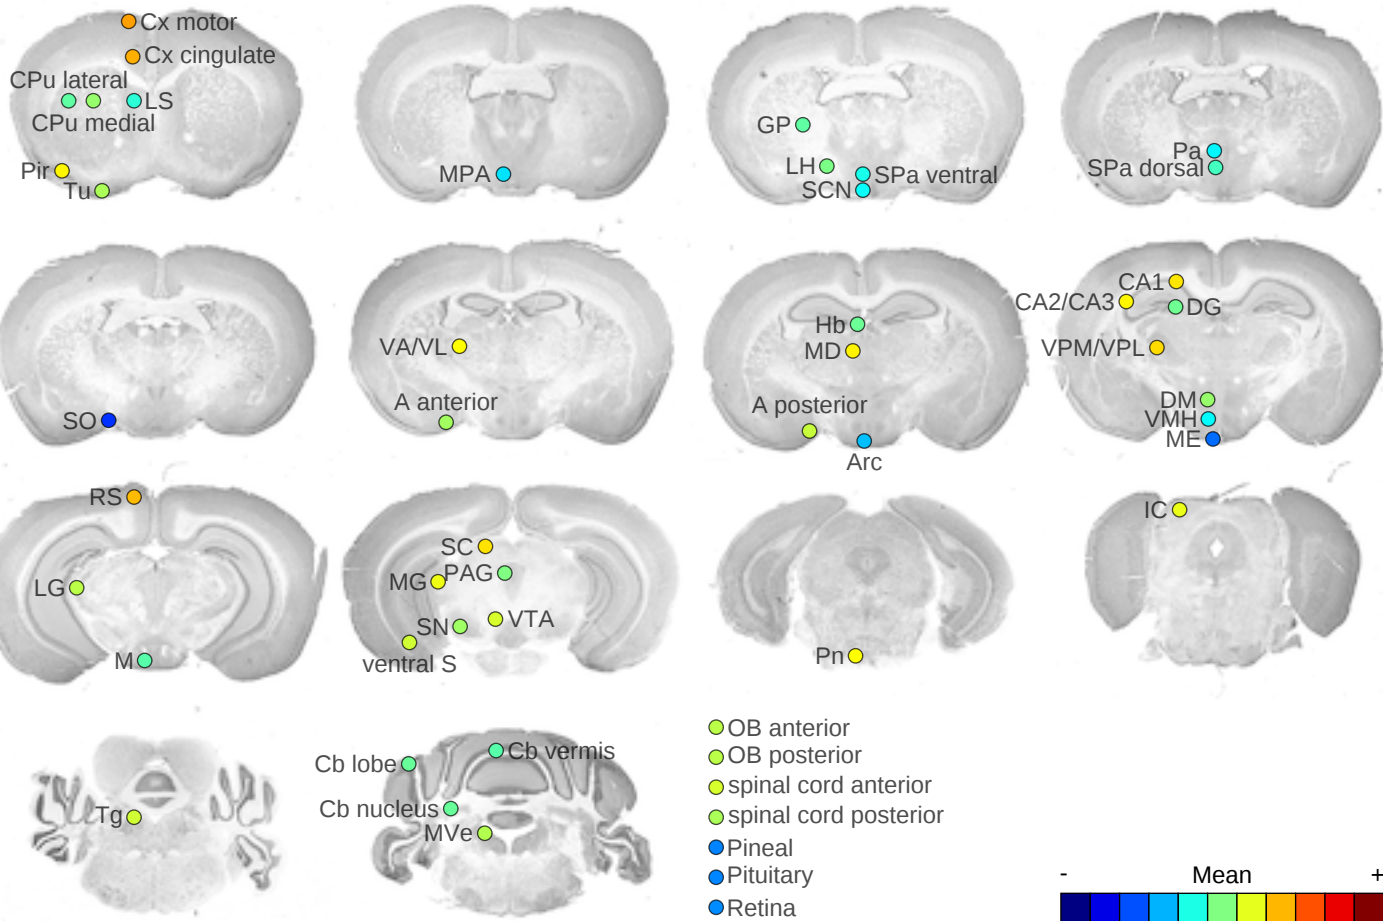 Cx motor
Cx cingulate
CPu lateral
LS
CPu medial
Pir
Tu
MPA
GP
LH
SPa ventral
SCN
Pa
SPa dorsal
SO
VA/VL
A anterior
Hb
MD
A posterior
Arc
CA1
CA2/CA3
DG
VPM/VPL
DM
VMH
ME
RS
LG
M
SC
PAG
MG
VTA
SN
ventral S
Pn
IC
Tg
Cb vermis
Cb lobe
Cb nucleus
MVe
OB anterior
OB posterior
spinal cord anterior
spinal cord posterior
Pineal
Pituitary
Retina
- Mean +